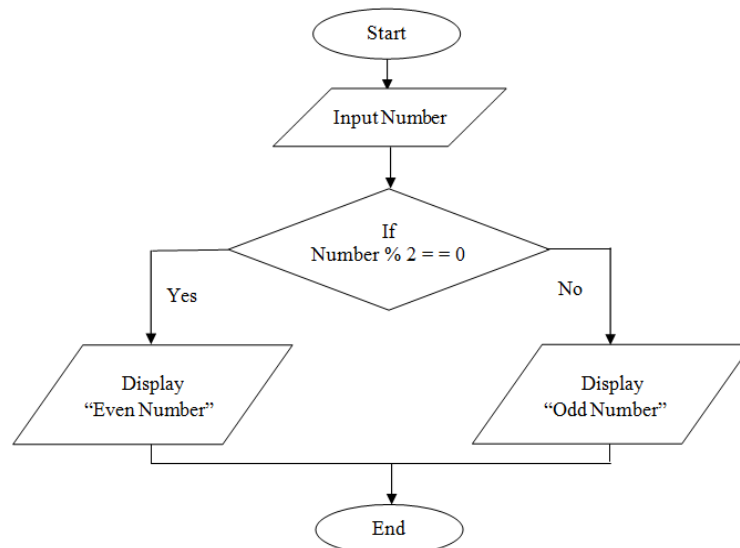 Start
Input Number
If
Number % 2 = = 0
Yes
No
Display
“Even Number”
Display
“Odd Number”
End